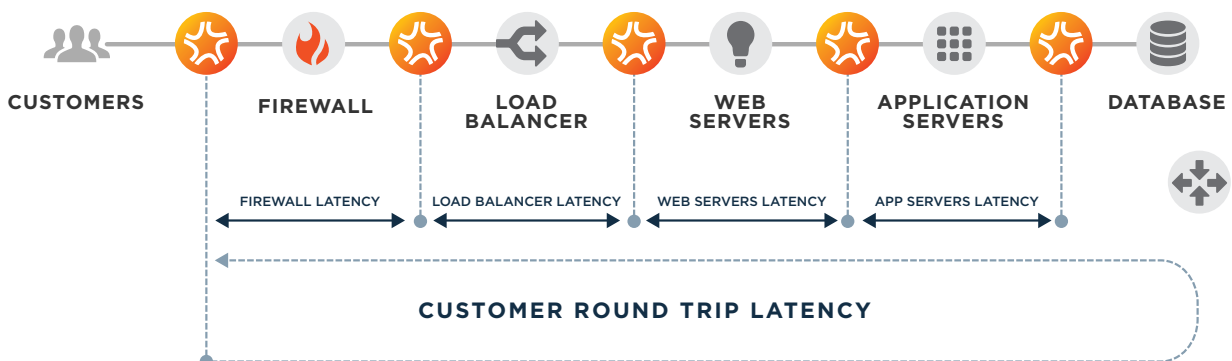 CUSTOMERS
FIREWALL
LOAD
BALANCER
WEB
SERVERS
APPLICATION
SERVERS
DATABASE
FIREWALL LATENCY
LOAD BALANCER LATENCY
WEB SERVERS LATENCY
APP SERVERS LATENCY
CUSTOMER ROUND TRIP LATENCY